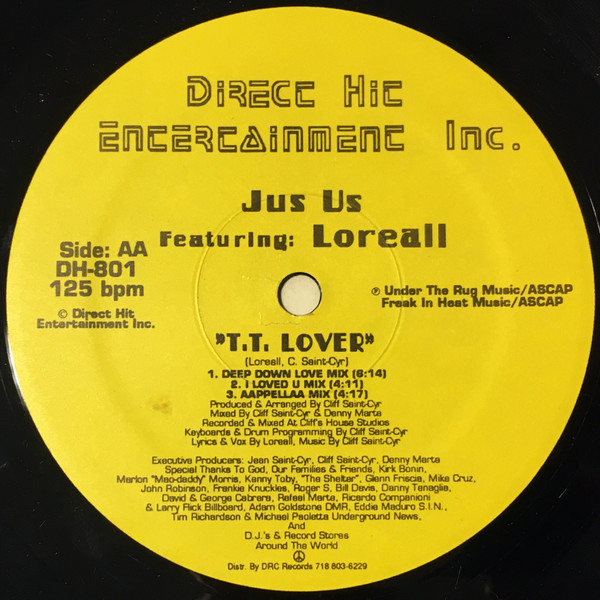 Direct Hit
Entertainment Inc.
Jus Us
Featuring: Loreall
Side: AA
DH-801
125 bpm
© Direct Hit
Entertainment Inc.
℗ Under The Rug Music/ASCAP
Freak In Heat Music/ASCAP
"T.T. LOVER"
(Loreall, C. Saint-Cyr)
1. DEEP DOWN LOVE MIX (6:14)
2. I LOVED U MIX (4:11)
3. AAPPELLAA MIX (4:17)
Produced & Arranged By Cliff Saint-Cyr
Mixed By Cliff Saint-Cyr & Denny Marta
Recorded & Mixed At Cliff's House Studios
Keyboards & Drum Programming By Cliff Saint-Cyr
Lyrics & Vox By Loreall, Music By Cliff Saint-Cyr
Executive Producers: Jean Saint-Cyr, Cliff Saint-Cyr, Denny Marta
Special Thanks To God, Our Families & Friends, Kirk Bonin,
Marlon "Mao-daddy" Morris, Kenny Toby, "The Shelter", Glenn Friscia, Mike Cruz,
John Robinson, Frankie Knuckles, Roger S, Bill Davis, Danny Tenaglia,
David & George Cabrera, Rafael Marta, Ricardo Companioni
& Larry Flick Billboard, Adam Goldstone DMR, Eddie Maduro S.I.N.,
Tim Richardson & Michael Paoletta Underground News,
And
D.J.'s & Record Stores
Around The World
Distr. By DRC Records 718 803-6229